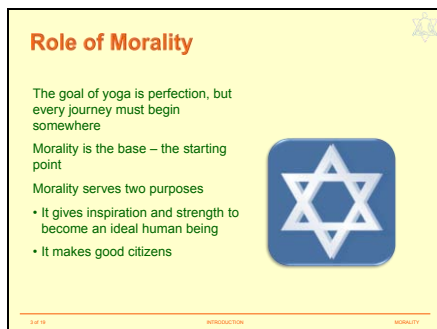 Role of Morality
The goal of yoga is perfection, but
every journey must begin
somewhere
Morality is the base – the starting
point
Morality serves two purposes
• It gives inspiration and strength to
become an ideal human being
• It makes good citizens
3 of 18 INTRODUCTION MORALITY